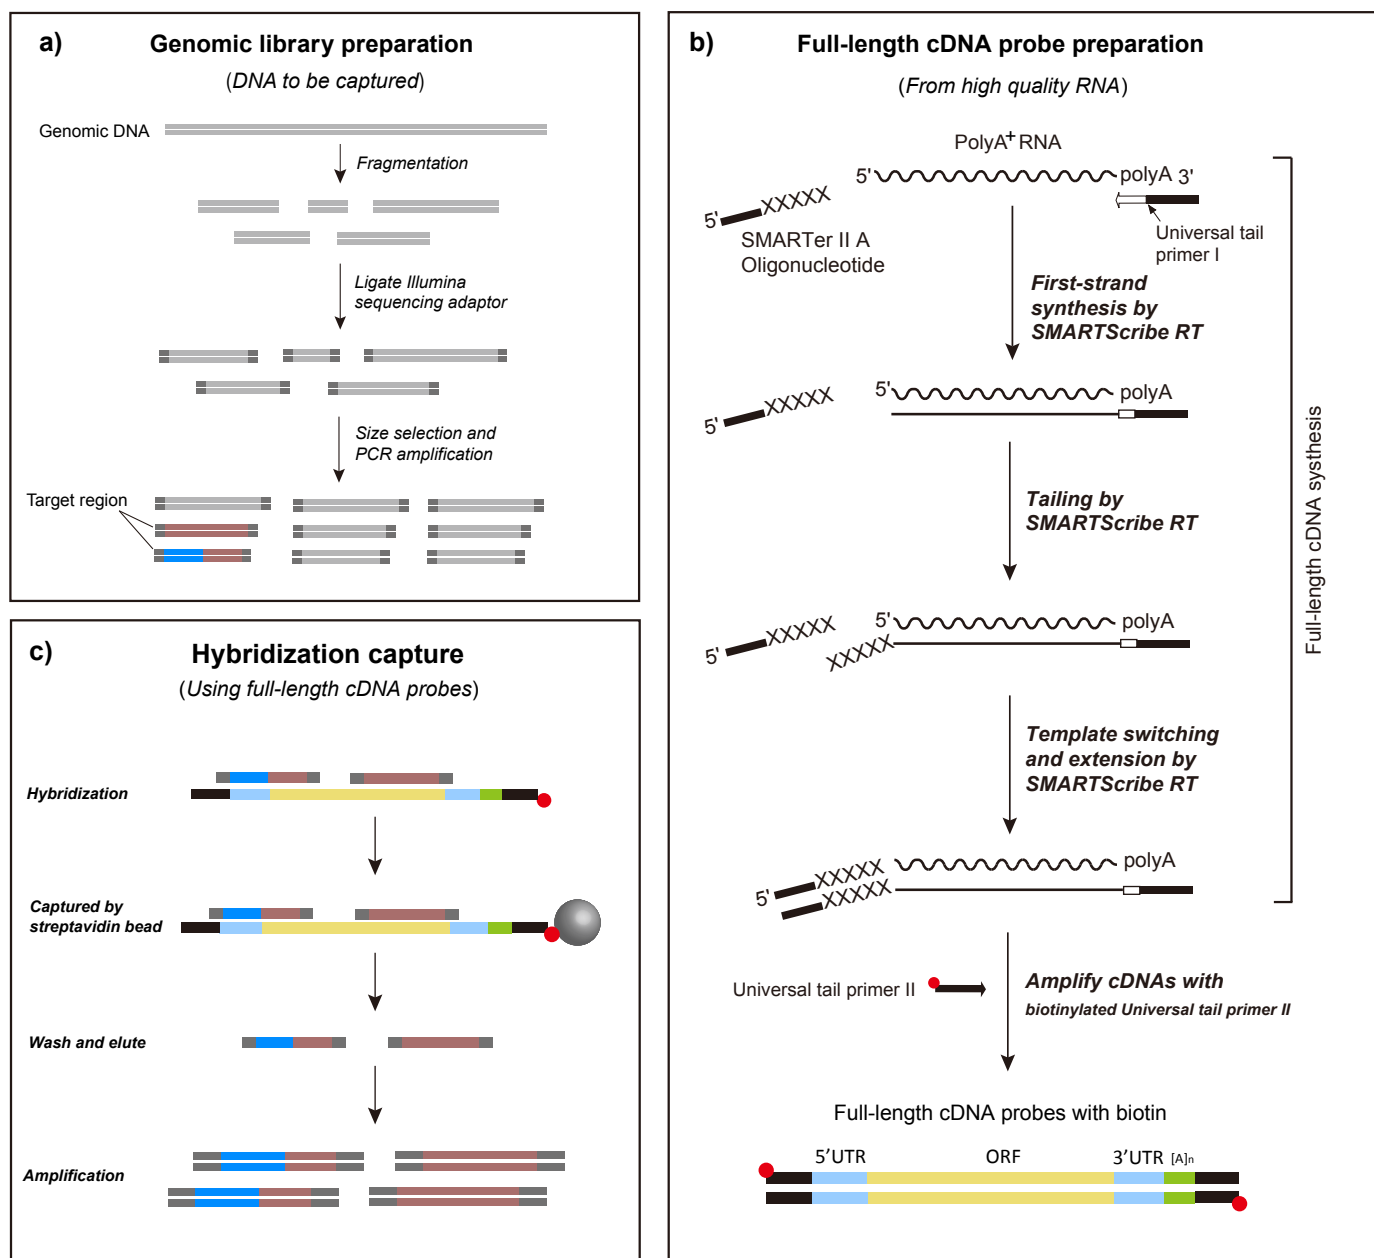 a)
Genomic library preparation
(DNA to be captured)
Genomic DNA
Fragmentation
Ligate Illumina
sequencing adaptor
Size selection and
PCR amplification
Target region
b)
Full-length cDNA probe preparation
(From high quality RNA)
PolyA+ RNA
5'
polyA 3'
5'
XXXXX
SMARTer II A
Oligonucleotide
Universal tail
primer I
First-strand
synthesis by
SMARTScribe RT
5'
polyA
5'
XXXXX
Tailing by
SMARTScribe RT
5'
polyA
5'
XXXXX
XXXXX
Template switching
and extension by
SMARTScribe RT
polyA
5'
XXXXX
XXXXX
Full-length cDNA systhesis
Universal tail primer II
Amplify cDNAs with
biotinylated Universal tail primer II
Full-length cDNA probes with biotin
5'UTR
ORF
3'UTR
[A]n
c)
Hybridization capture
(Using full-length cDNA probes)
Hybridization
Captured by
streptavidin bead
Wash and elute
Amplification